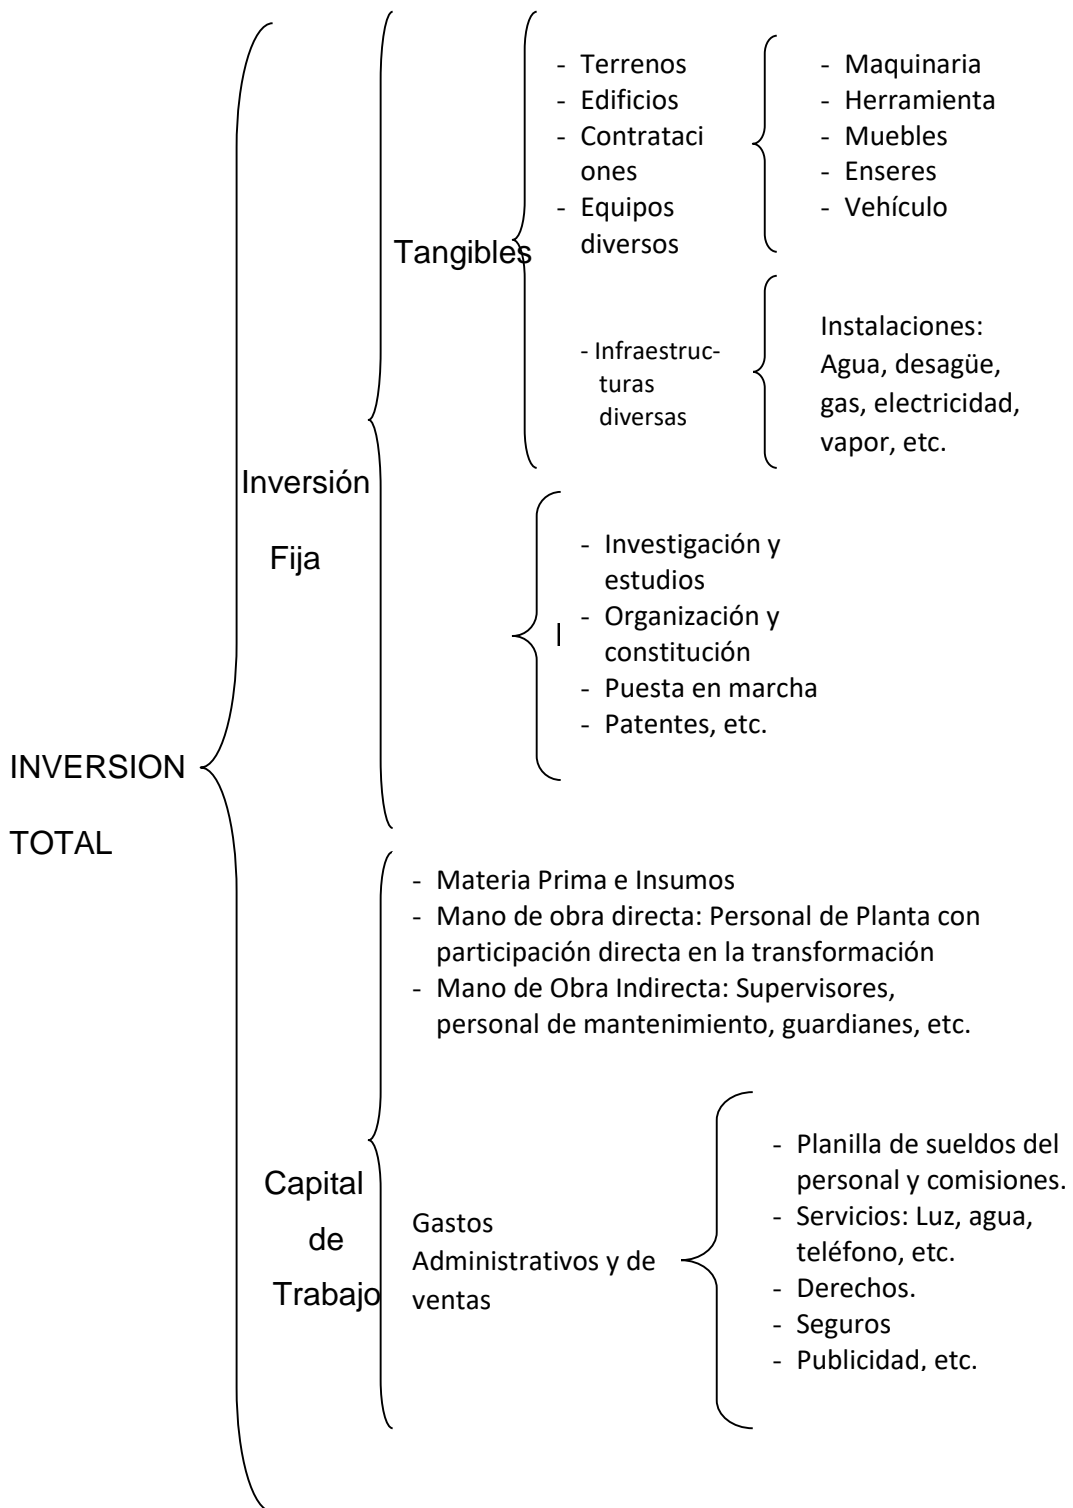 INVERSION
TOTAL
Inversión
Fija
Tangibles
- Terrenos
- Edificios
- Contrataci
ones
- Equipos
diversos
- Maquinaria
- Herramienta
- Muebles
- Enseres
- Vehículo
- Infraestruc-
turas
diversas
Instalaciones:
Agua, desagüe,
gas, electricidad,
vapor, etc.
I
- Investigación y
estudios
- Organización y
constitución
- Puesta en marcha
- Patentes, etc.
Capital
de
Trabajo
- Materia Prima e Insumos
- Mano de obra directa: Personal de Planta con
participación directa en la transformación
- Mano de Obra Indirecta: Supervisores,
personal de mantenimiento, guardianes, etc.
Gastos
Administrativos y de
ventas
- Planilla de sueldos del
personal y comisiones.
- Servicios: Luz, agua,
teléfono, etc.
- Derechos.
- Seguros
- Publicidad, etc.